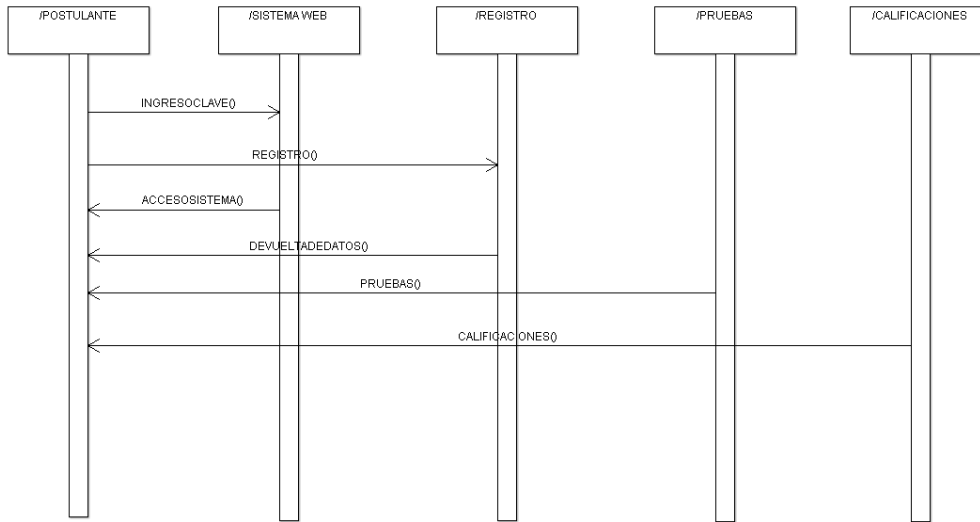 /POSTULANTE
/SISTEMA WEB
/REGISTRO
/PRUEBAS
/CALIFICACIONES
INGRESOCLAVE()
REGISTRO()
ACCESOSISTEMA()
DEVUELTADEDATOS()
PRUEBAS()
CALIFICACIONES()